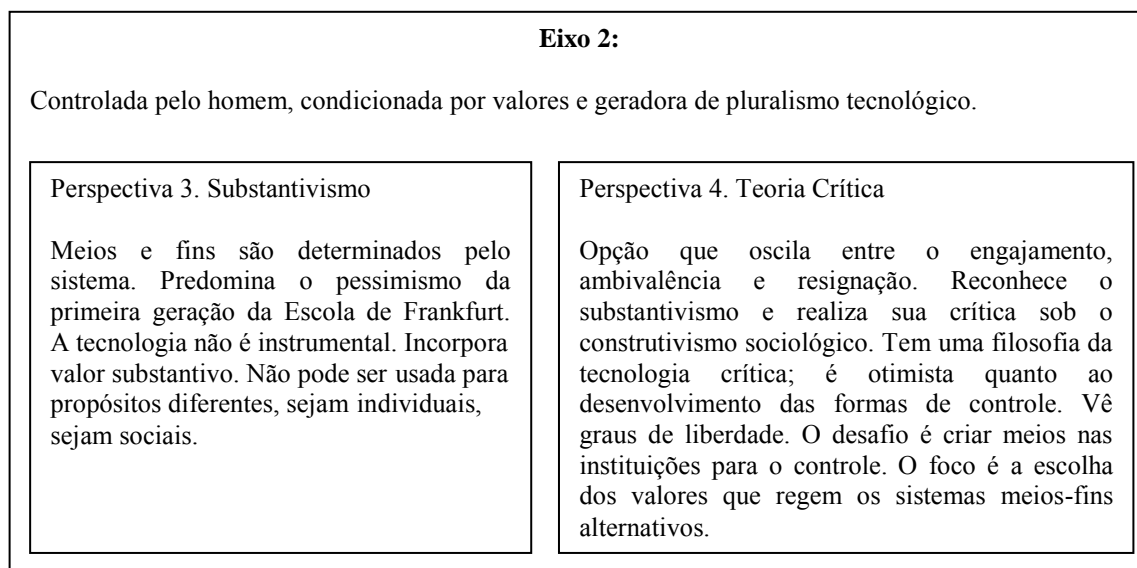 Eixo 2:
Controlada pelo homem, condicionada por valores e geradora de pluralismo tecnológico.
Perspectiva 3. Substantivismo
Meios e fins são determinados pelo
sistema. Predomina o pessimismo da
primeira geração da Escola de Frankfurt.
A tecnologia não é instrumental. Incorpora
valor substantivo. Não pode ser usada para
propósitos diferentes, sejam individuais,
sejam sociais.
Perspectiva 4. Teoria Crítica
Opção que oscila entre o engajamento,
ambivalência e resignação. Reconhece o
substantivismo e realiza sua crítica sob o
construtivismo sociológico. Tem uma filosofia da
tecnologia crítica; é otimista quanto ao
desenvolvimento das formas de controle. Vê
graus de liberdade. O desafio é criar meios nas
instituições para o controle. O foco é a escolha
dos valores que regem os sistemas meios-fins
alternativos.